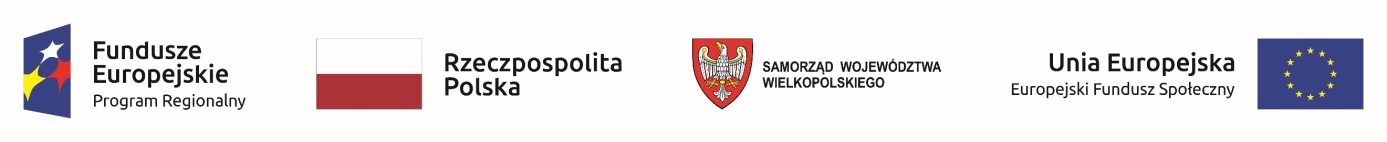 Fundusze
Europejskie
Program Regionalny
Rzeczpospolita
Polska
SAMORZĄD WOJEWÓDZTWA
WIELKOPOLSKIEGO
Unia Europejska
Europejski Fundusz Społeczny